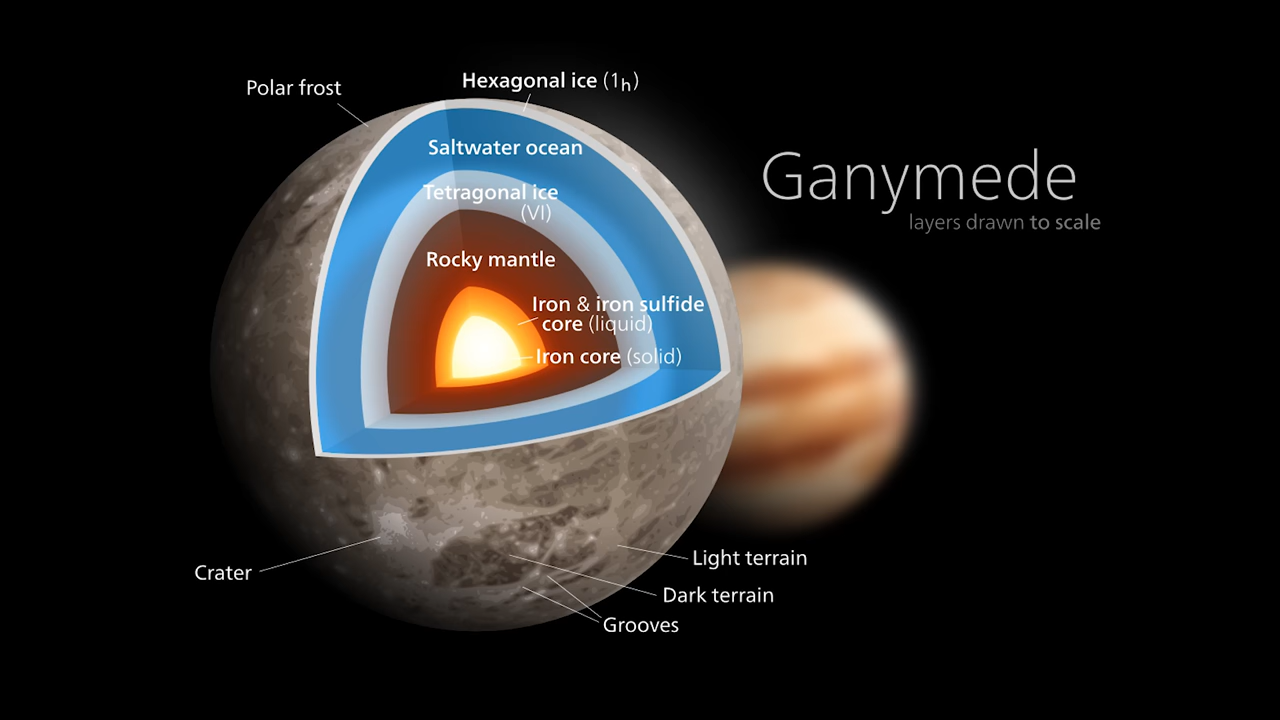 Polar frost
Hexagonal ice (1h)
Saltwater ocean
Tetragonal ice
(VI)
Rocky mantle
Iron & iron sulfide
core (liquid)
Iron core (solid)
Ganymede
layers drawn to scale
Crater
Light terrain
Dark terrain
Grooves